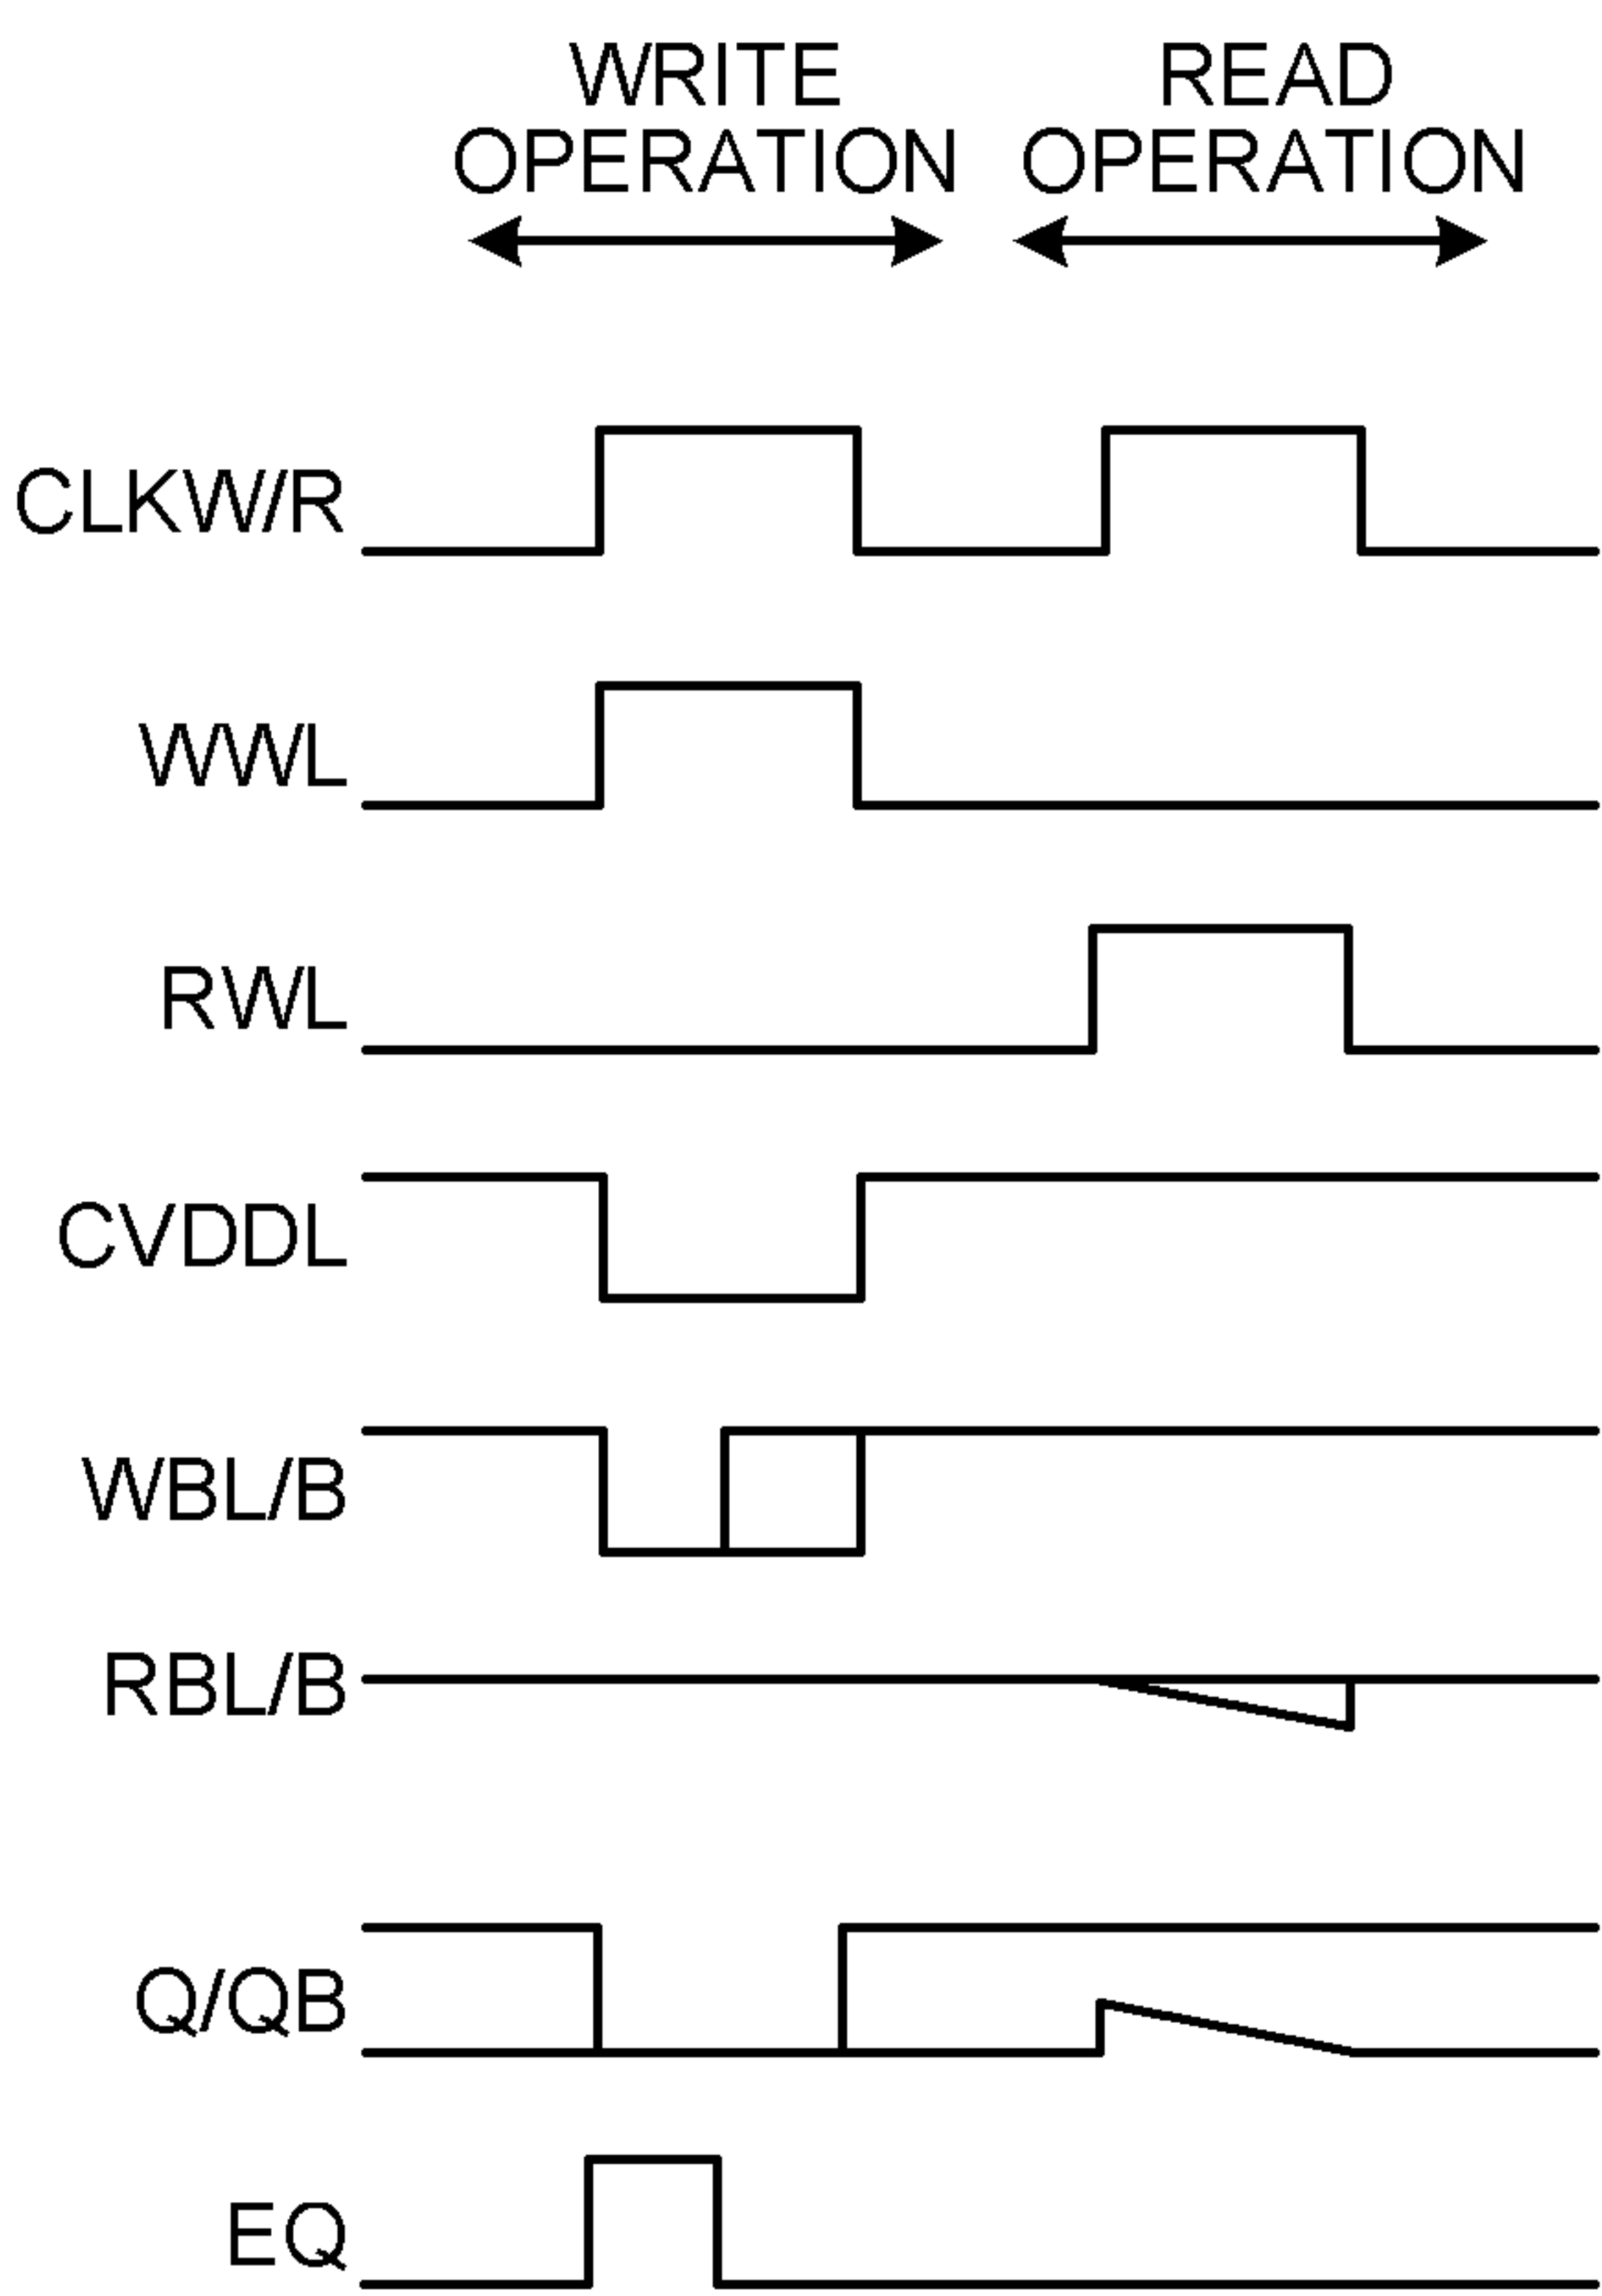 WRITE
OPERATION
READ
OPERATION
CLKW/R
WWL
RWL
CVDDL
WBL/B
RBL/B
Q/QB
EQ